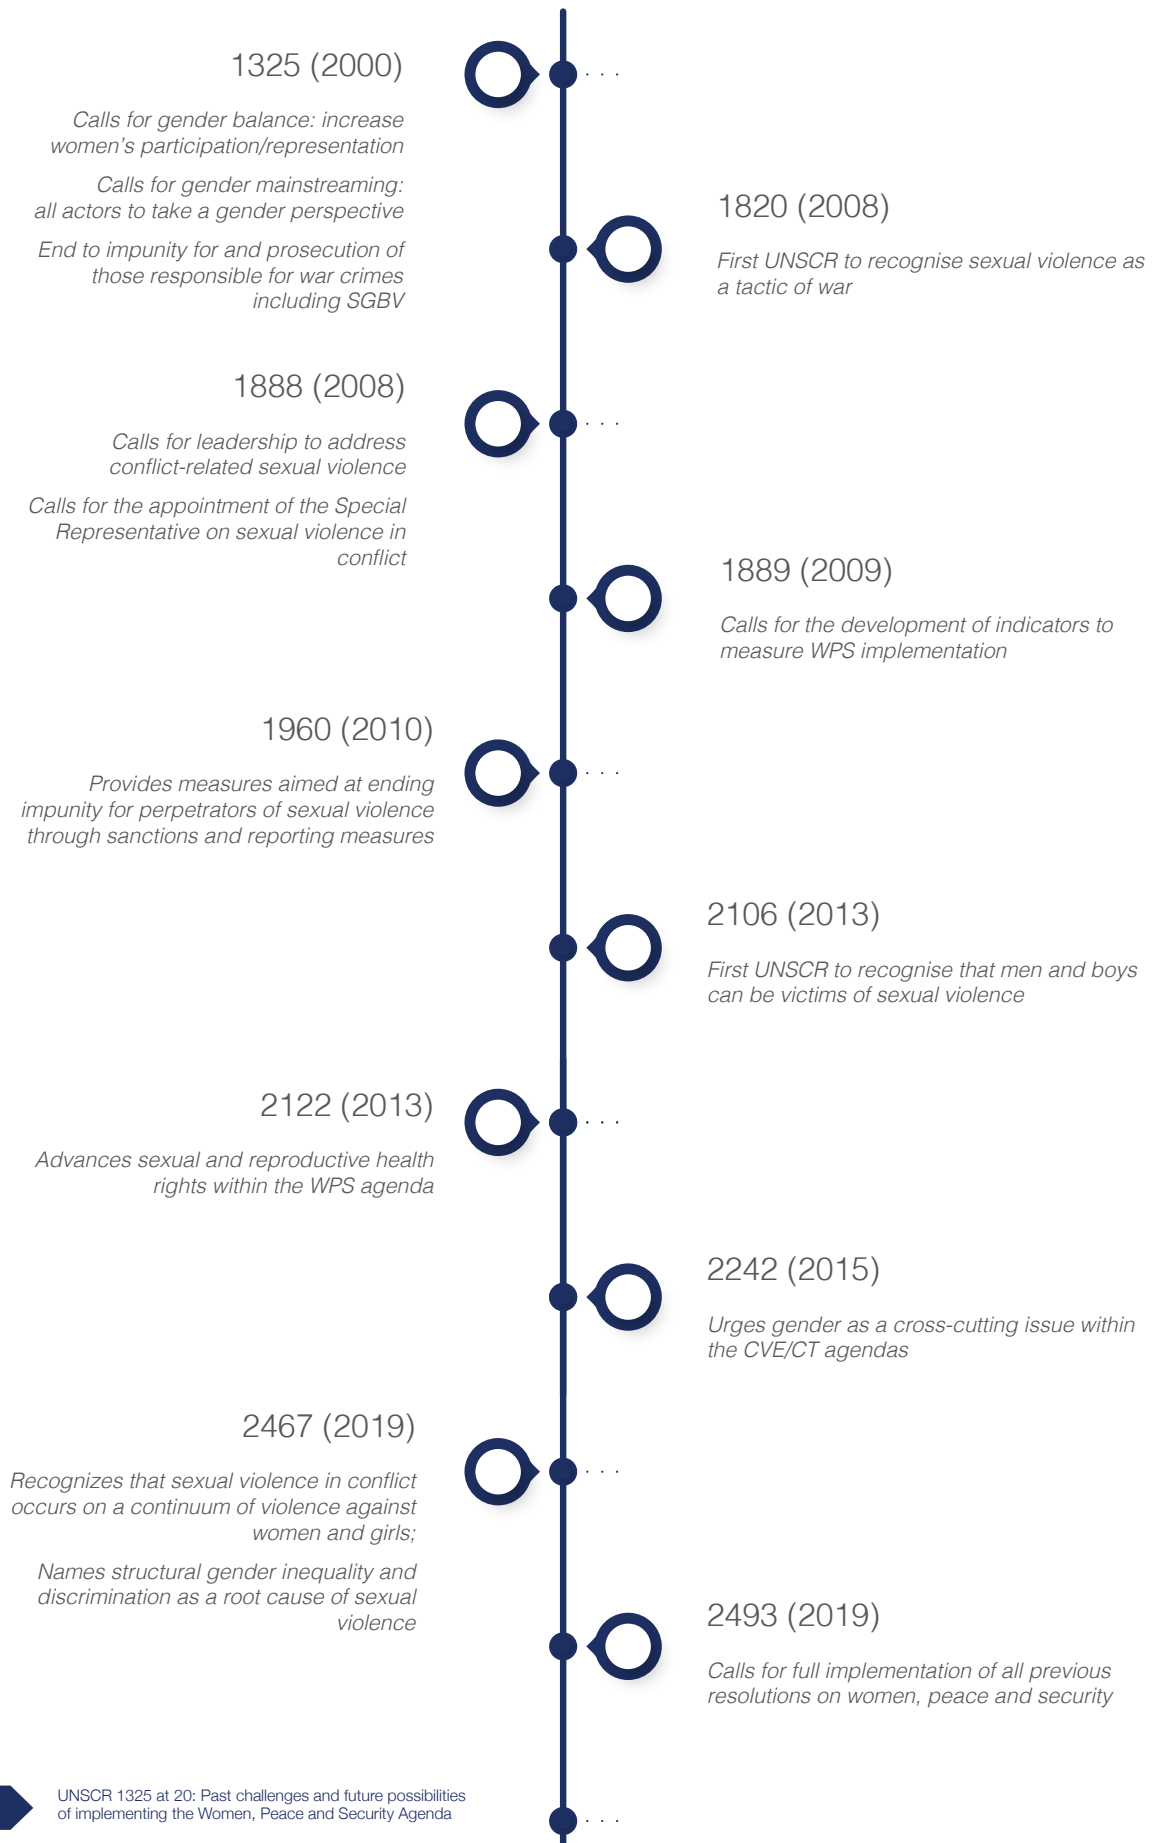 1325 (2000)
Calls for gender balance: increase
women's participation/representation
Calls for gender mainstreaming:
all actors to take a gender perspective
End to impunity for and prosecution of
those responsible for war crimes
including SGBV
1820 (2008)
First UNSCR to recognise sexual violence as
a tactic of war
1888 (2008)
Calls for leadership to address
conflict-related sexual violence
Calls for the appointment of the Special
Representative on sexual violence in
conflict
1889 (2009)
Calls for the development of indicators to
measure WPS implementation
1960 (2010)
Provides measures aimed at ending
impunity for perpetrators of sexual violence
through sanctions and reporting measures
2106 (2013)
First UNSCR to recognise that men and boys
can be victims of sexual violence
2122 (2013)
Advances sexual and reproductive health
rights within the WPS agenda
2242 (2015)
Urges gender as a cross-cutting issue within
the CVE/CT agendas
2467 (2019)
Recognizes that sexual violence in conflict
occurs on a continuum of violence against
women and girls;
Names structural gender inequality and
discrimination as a root cause of sexual
violence
2493 (2019)
Calls for full implementation of all previous
resolutions on women, peace and security
UNSCR 1325 at 20: Past challenges and future possibilities
of implementing the Women, Peace and Security Agenda